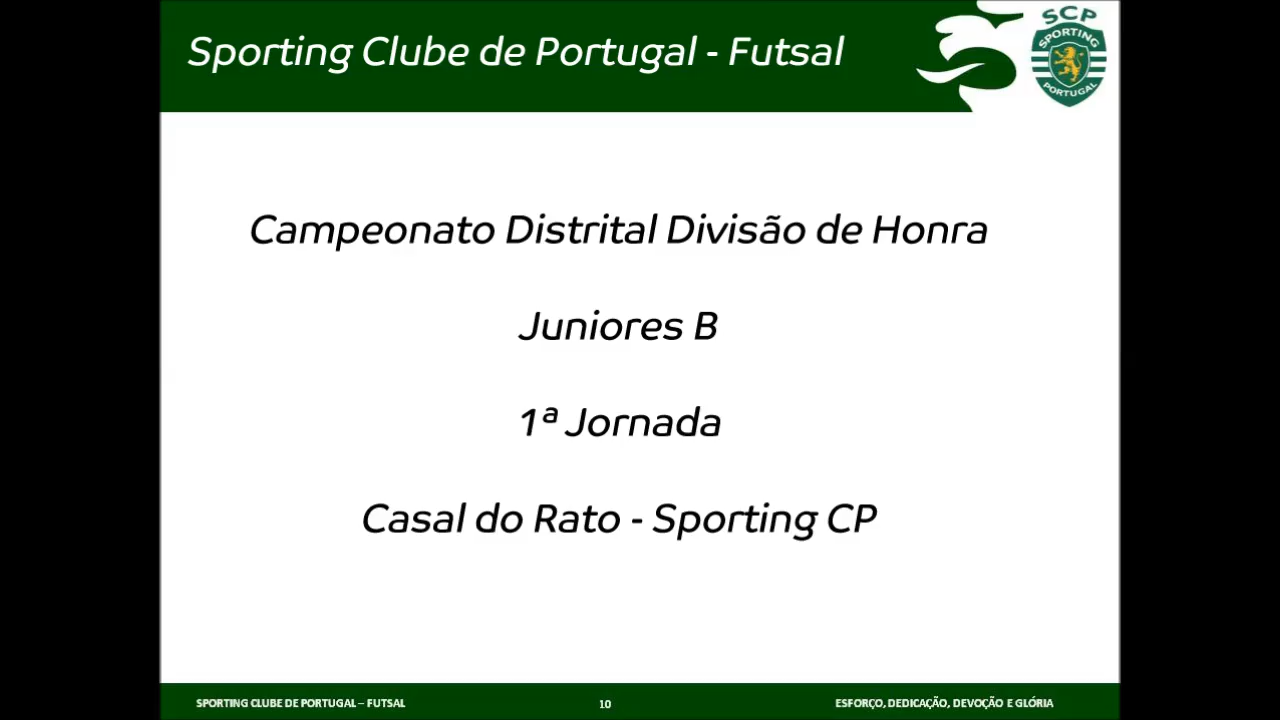 Sporting Clube de Portugal - Futsal
SCP
SPORTING
PORTUGAL
Campeonato Distrital Divisão de Honra
Juniores B
1ª Jornada
Casal do Rato - Sporting CP
SPORTING CLUBE DE PORTUGAL – FUTSAL
10
ESFORÇO, DEDICAÇÃO, DEVOÇÃO E GLÓRIA